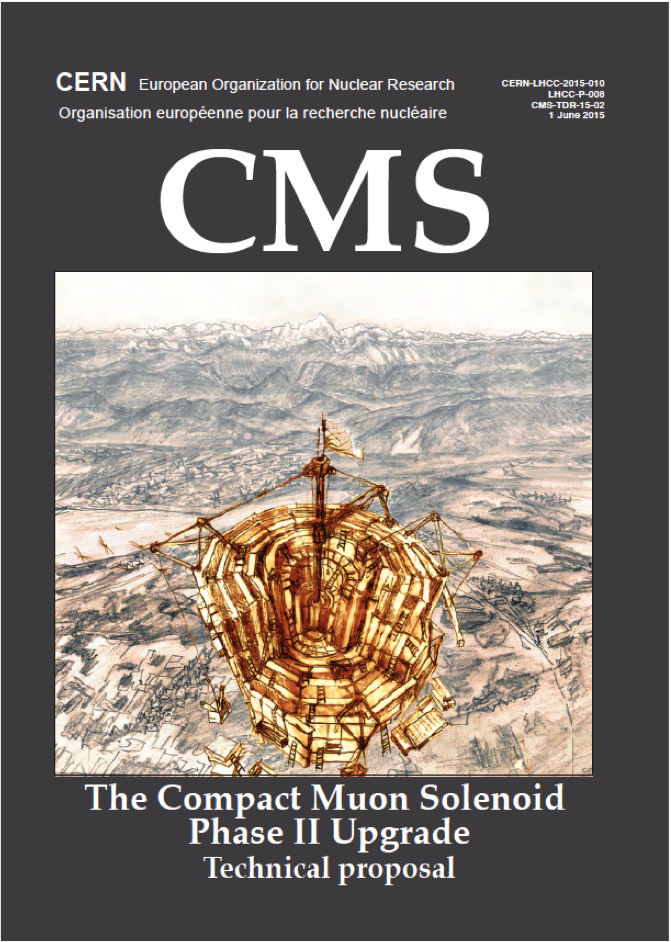 CERN European Organization for Nuclear Research
Organisation européenne pour la recherche nucléaire
CERN-LHCC-2015-010
LHCC-P-008
CMS-TDR-15-02
1 June 2015
CMS
The Compact Muon Solenoid
Phase II Upgrade
Technical proposal